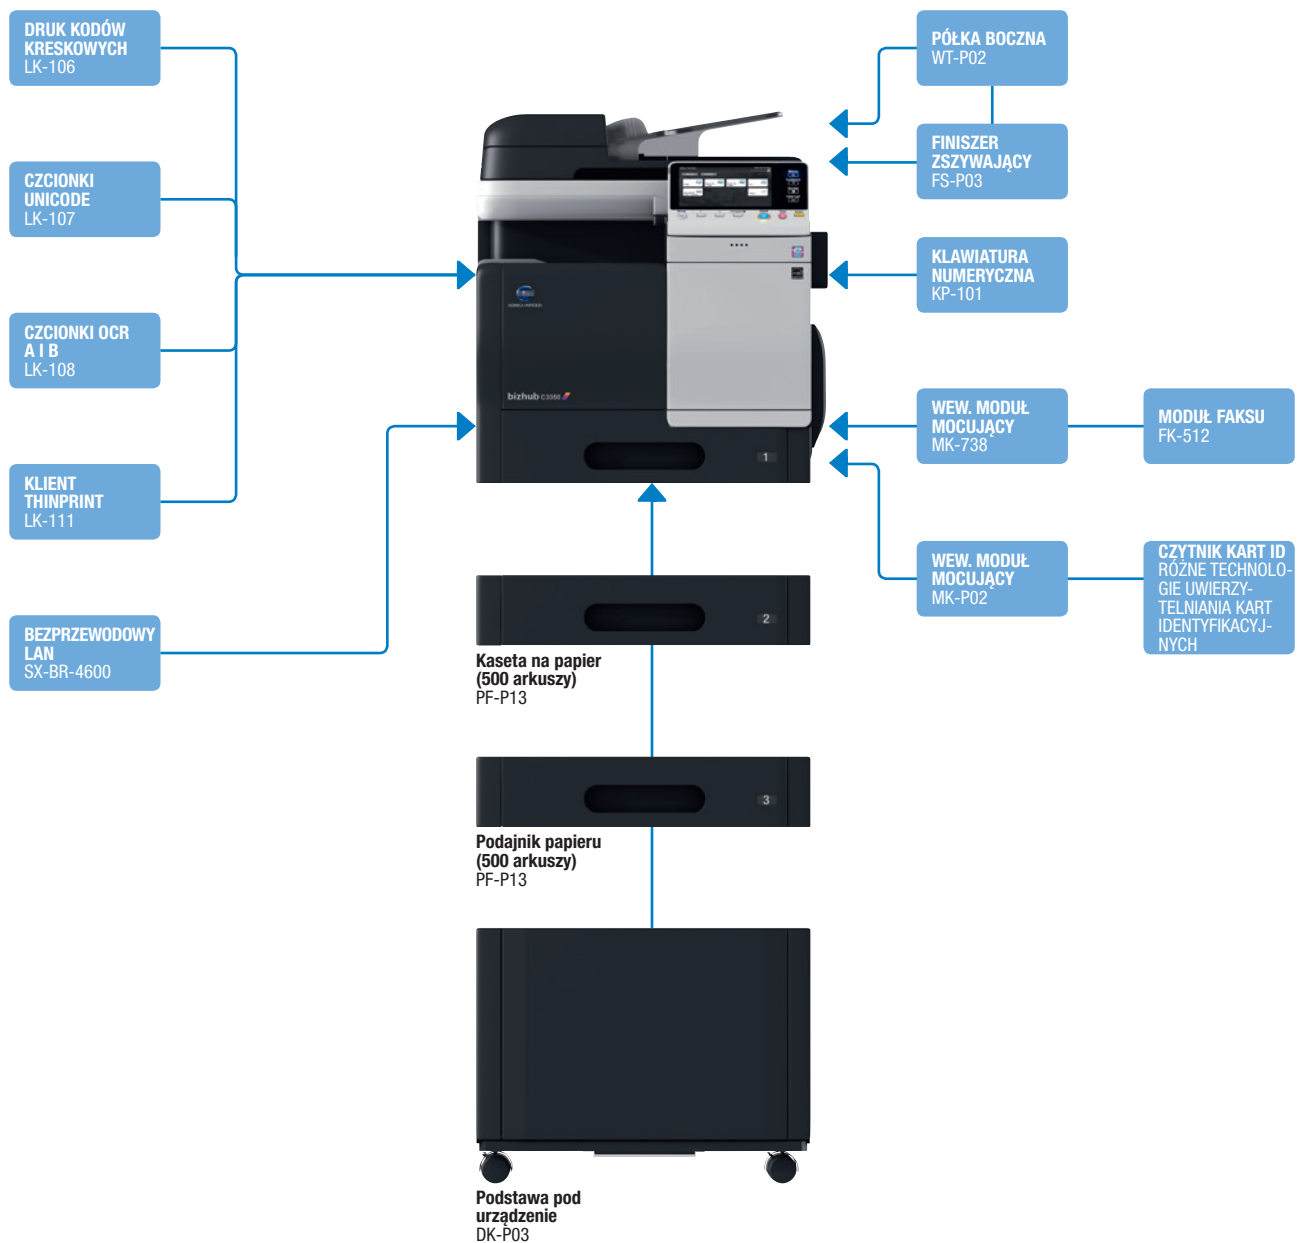 DRUK KODÓW
KRESKOWYCH
LK-106
CZCIONKI
UNICODE
LK-107
CZCIONKI OCR
A I B
LK-108
KLIENT
THINPRINT
LK-111
BEZPRZEWODOWY
LAN
SX-BR-4600
PÓŁKA BOCZNA
WT-P02
FINISZER
ZSZYWAJĄCY
FS-P03
KLAWIATURA
NUMERYCZNA
KP-101
WEW. MODUŁ
MOCUJĄCY
MK-738
MODUŁ FAKSU
FK-512
WEW. MODUŁ
MOCUJĄCY
MK-P02
CZYTNIK KART ID
RÓŻNE TECHNOLO-
GIE UWIERZY-
TELNIANIA KART
IDENTYFIKACYJ-
NYCH
KONICA MINOLTA
bizhub C3350
1
2
Kaseta na papier
(500 arkuszy)
PF-P13
3
Podajnik papieru
(500 arkuszy)
PF-P13
Podstawa pod
urządzenie
DK-P03